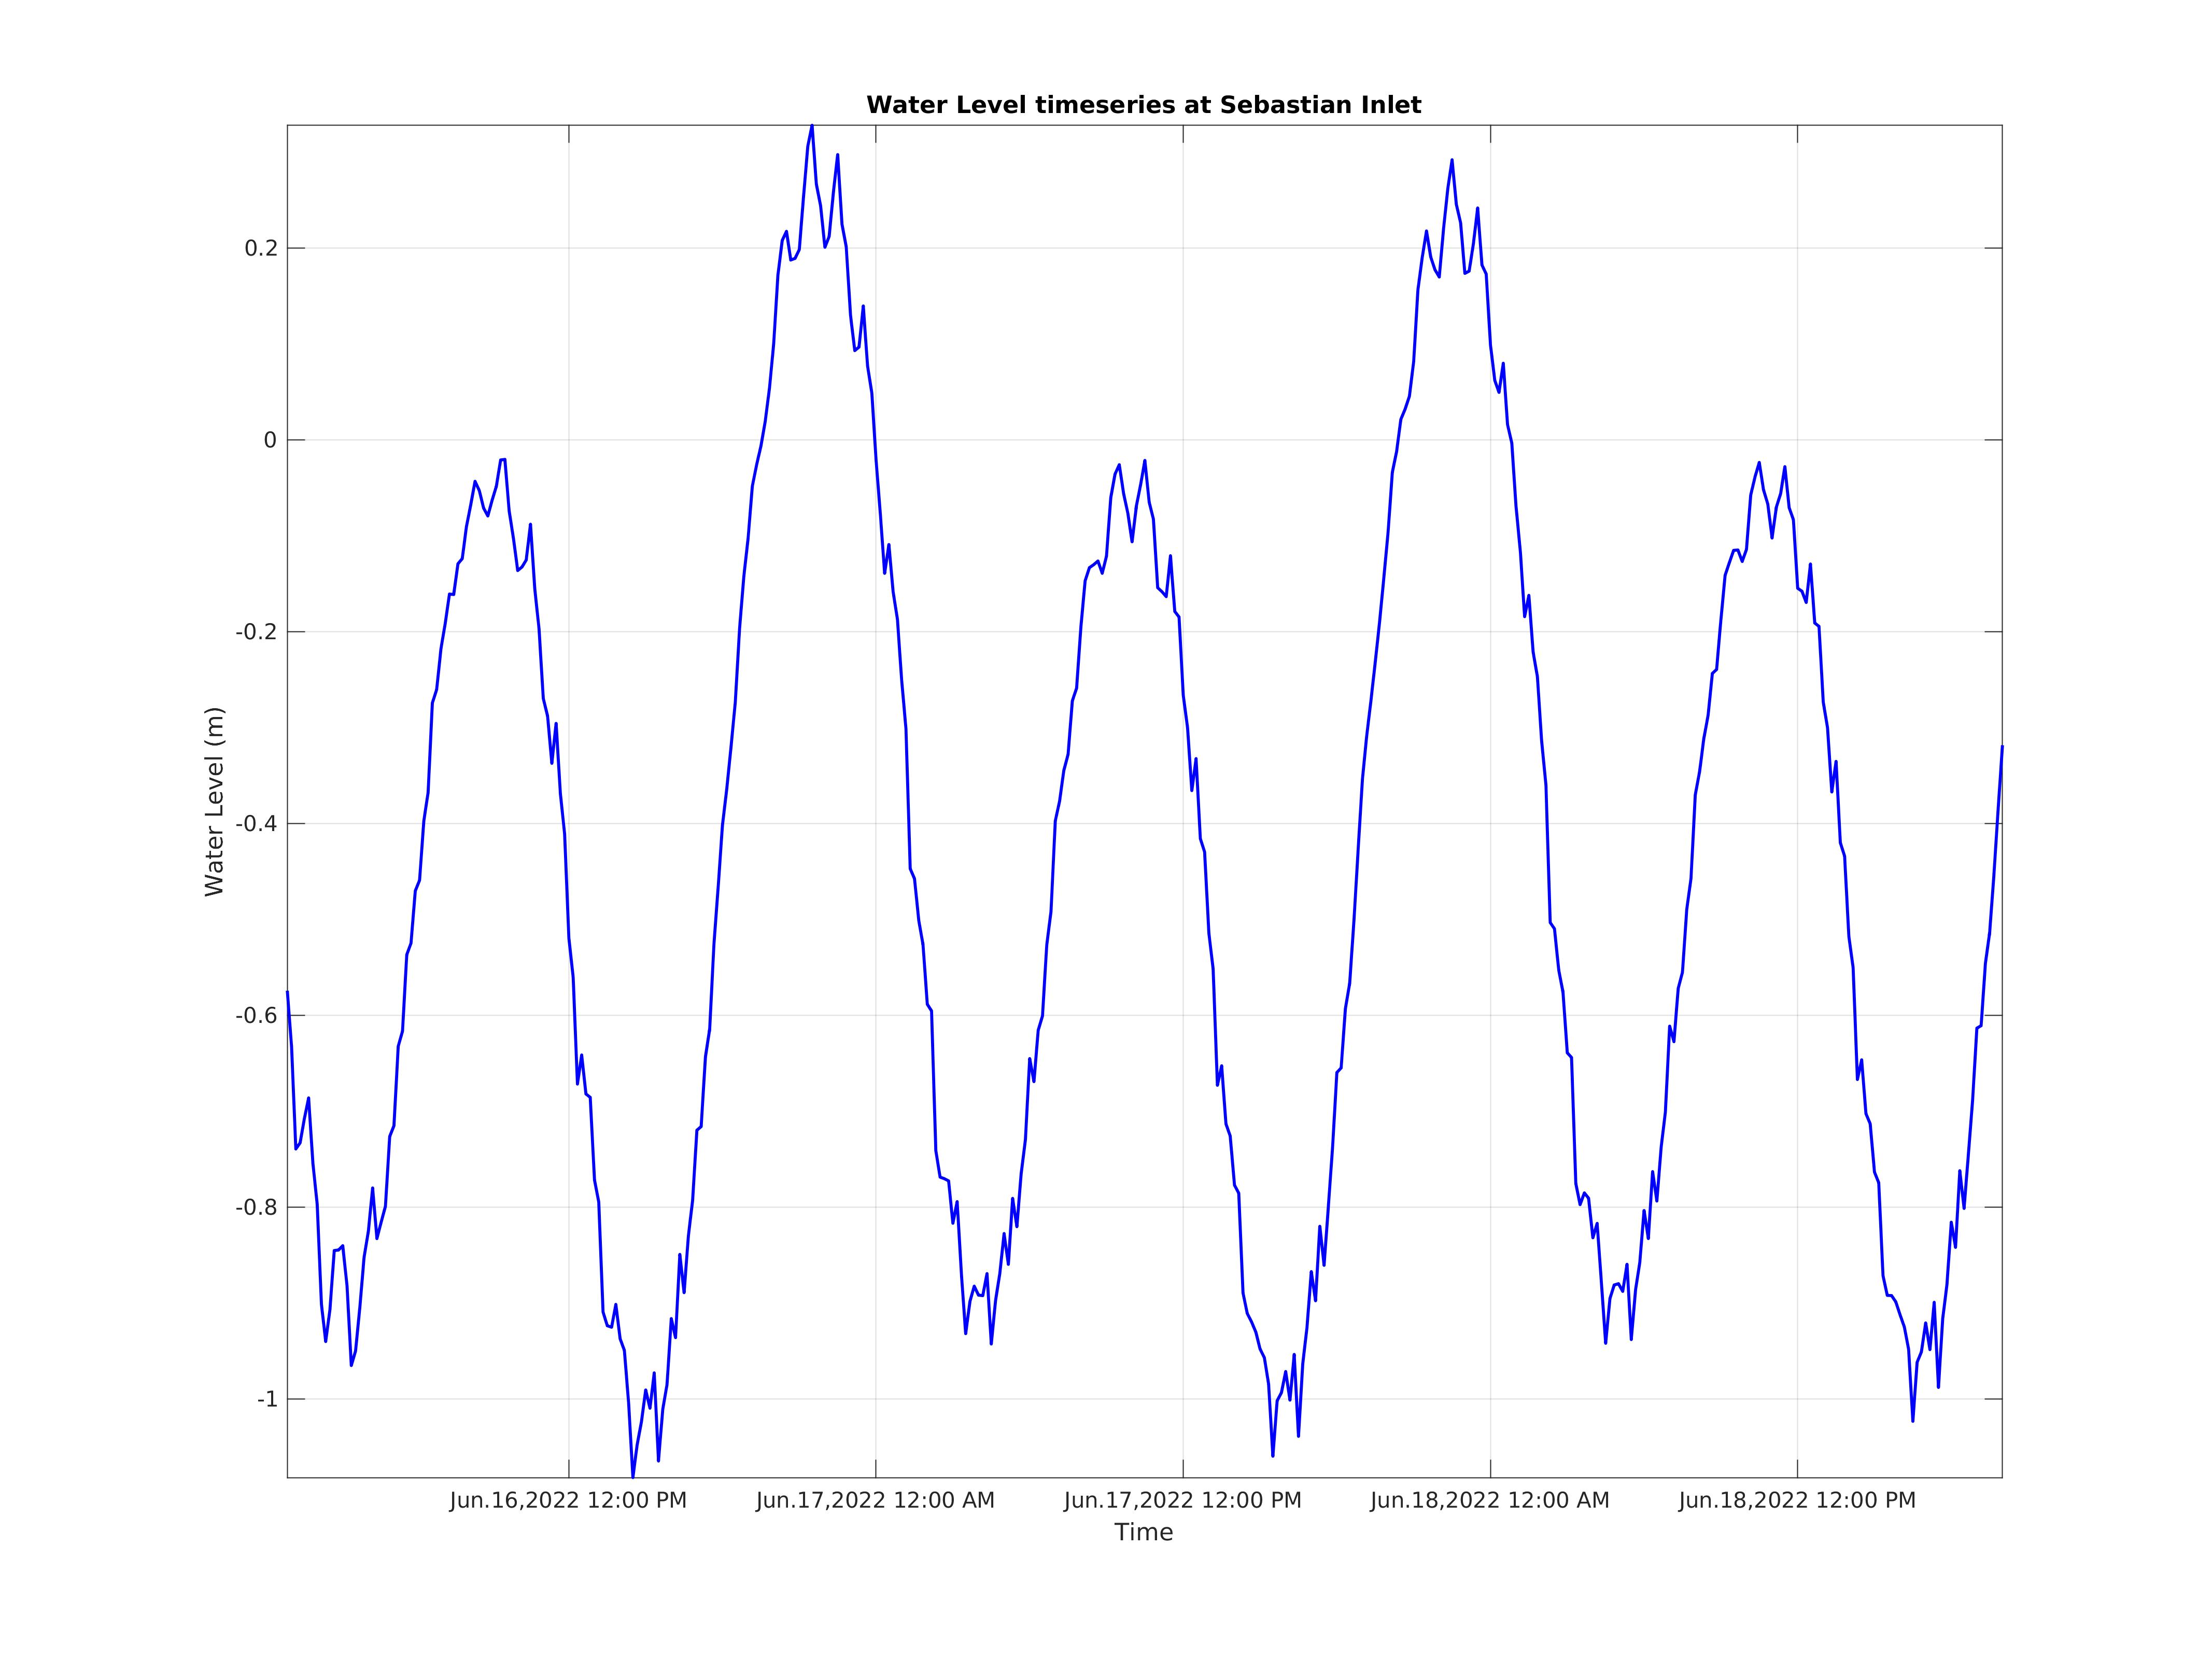 Water Level timeseries at Sebastian Inlet
0.2
0
-0.2
-0.4
-0.6
-0.8
-1
Water Level (m)
Jun.16,2022 12:00 PM
Jun.17,2022 12:00 AM
Jun.17,2022 12:00 PM
Jun.18,2022 12:00 AM
Jun.18,2022 12:00 PM
Time